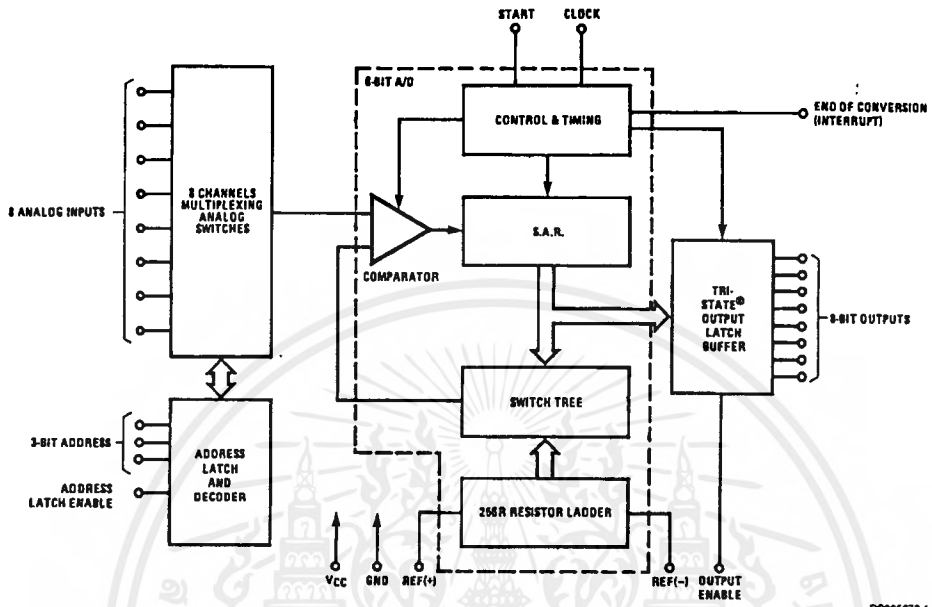 START CLOCK
8-BIT A/D
CONTROL & TIMING
END OF CONVERSION
(INTERRUPT)
8 ANALOG INPUTS
8 CHANNELS
MULTIPLEXING
ANALOG
SWITCHES
S.A.R.
COMPARATOR
TRI-
STATE®
OUTPUT
LATCH
BUFFER
8-BIT OUTPUTS
SWITCH TREE
3-BIT ADDRESS
ADDRESS
LATCH ENABLE
ADDRESS
LATCH
AND
DECODER
256R RESISTOR LADDER
VCC GND REF(+) REF(−) OUTPUT
ENABLE